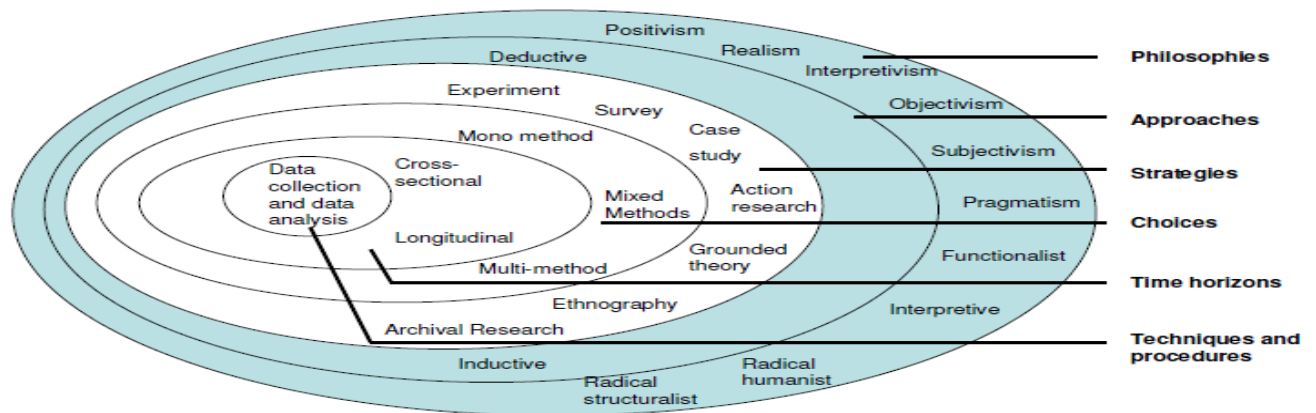 Positivism
Realism
Interpretivism
Objectivism
Subjectivism
Pragmatism
Functionalist
Interpretive
Radical
humanist
Radical
structuralist
Deductive
Inductive
Experiment
Survey
Case
study
Action
research
Grounded
theory
Ethnography
Archival Research
Mono method
Mixed
Methods
Multi-method
Cross-
sectional
Longitudinal
Data
collection
and data
analysis
Philosophies
Approaches
Strategies
Choices
Time horizons
Techniques and
procedures